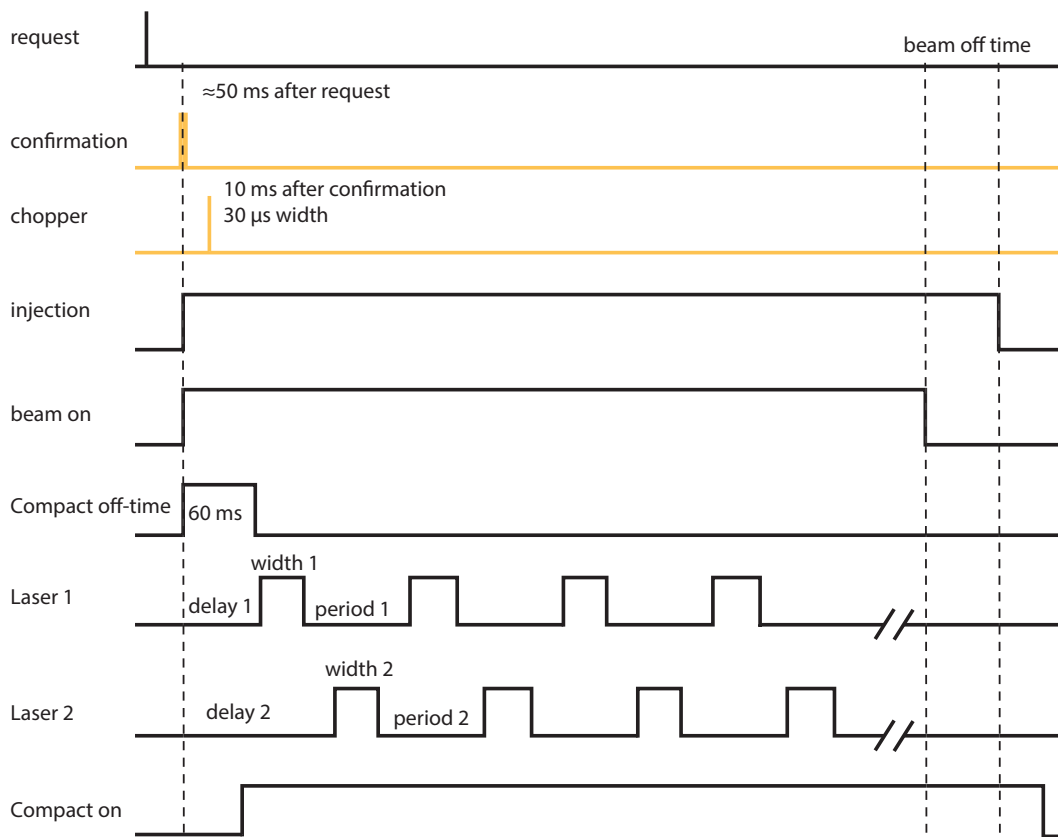 request
beam off time
≈50 ms after request
confirmation
10 ms after confirmation
chopper
30 µs width
injection
beam on
Compact off-time
60 ms
width 1
Laser 1
delay 1
period 1
width 2
Laser 2
delay 2
period 2
Compact on